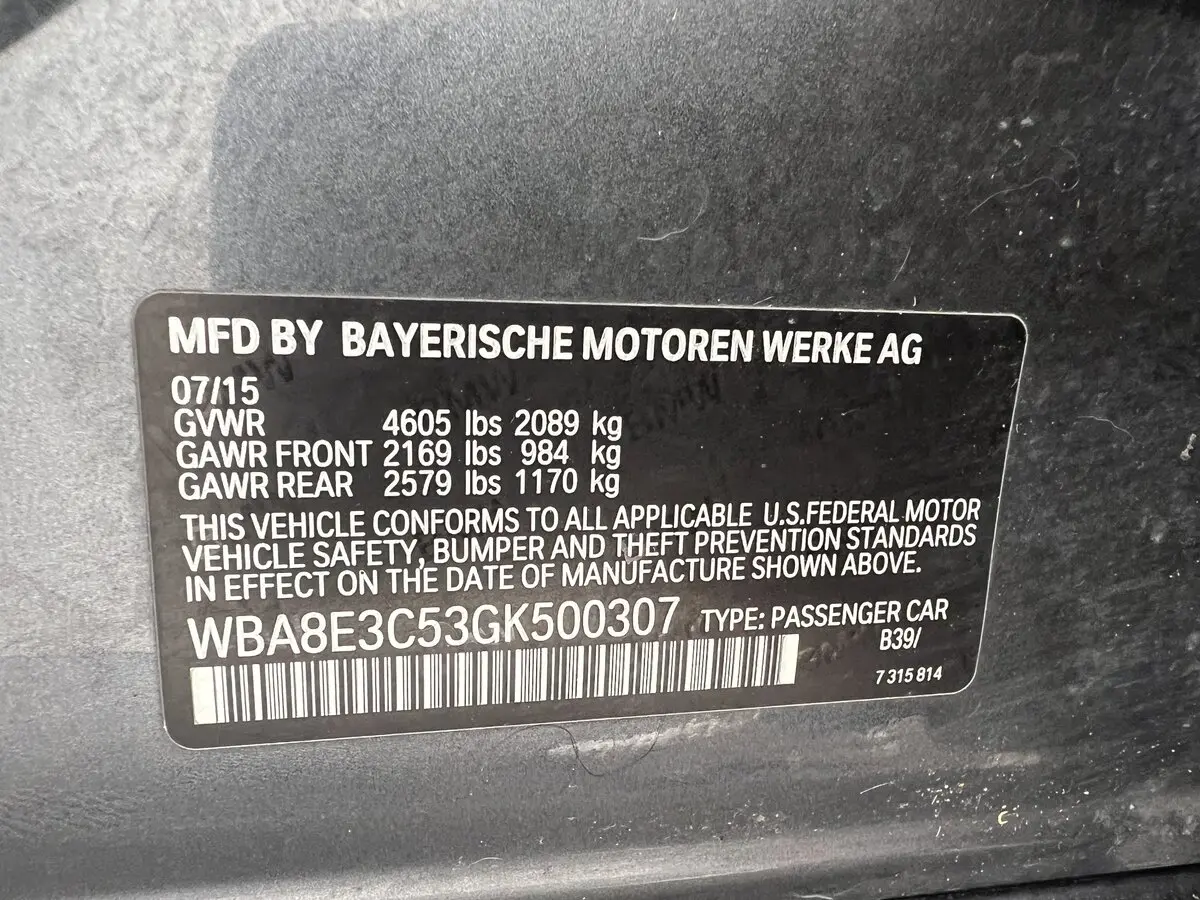 MFD BY BAYERISCHE MOTOREN WERKE AG
07/15
GVWR 4605 lbs 2089 kg
GAWR FRONT 2169 lbs 984 kg
GAWR REAR 2579 lbs 1170 kg
THIS VEHICLE CONFORMS TO ALL APPLICABLE U.S.FEDERAL MOTOR
VEHICLE SAFETY, BUMPER AND THEFT PREVENTION STANDARDS
IN EFFECT ON THE DATE OF MANUFACTURE SHOWN ABOVE.
WBA8E3C53GK500307 TYPE: PASSENGER CAR
B39/
7 315 814